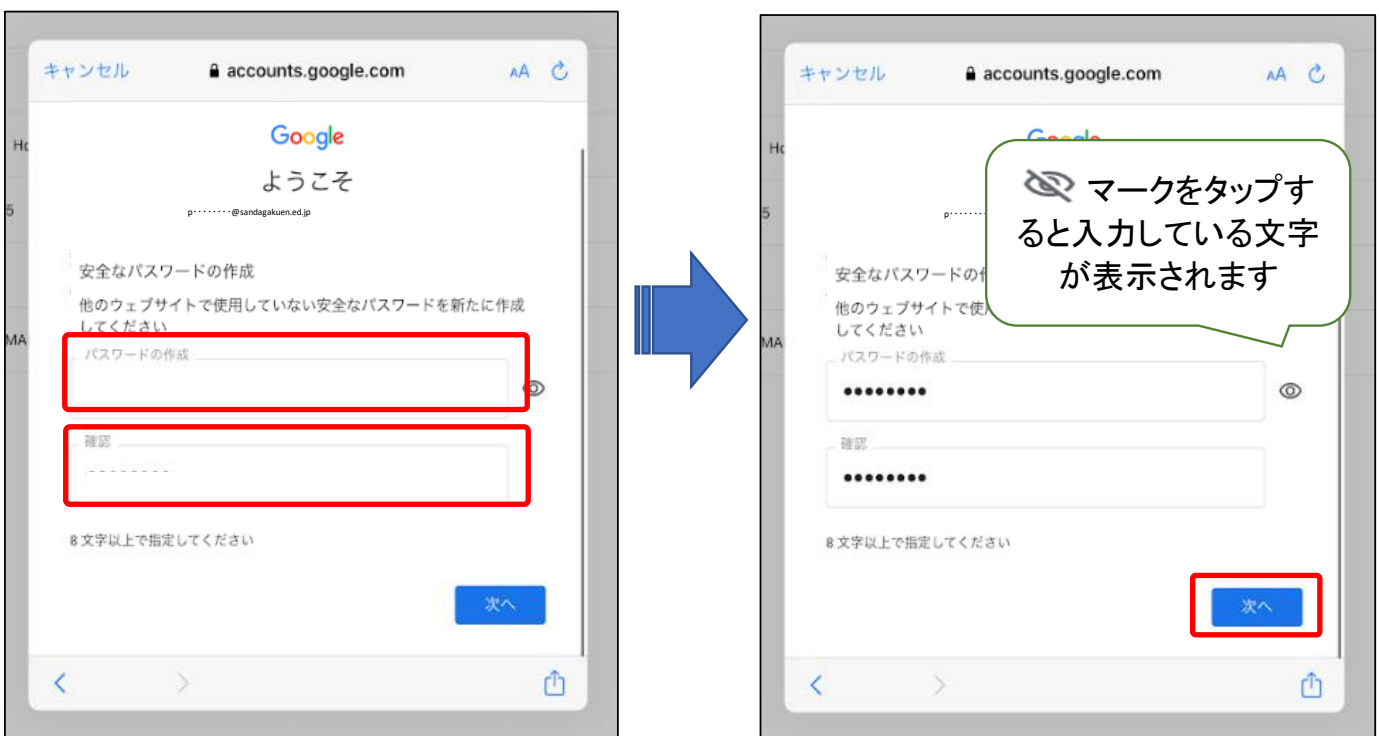 キャンセル
accounts.google.com
AA
Google
ようこそ
p・・・・・・・・@sandagakuen.ed.jp
安全なパスワードの作成
他のウェブサイトで使用していない安全なパスワードを新たに作成
してください
パスワードの作成
確認
8 文字以上で指定してください
次へ
Ho
5
MA
キャンセル
accounts.google.com
AA
Google
p・・・・・・・・
マークをタップす
ると入力している文字
が表示されます
安全なパスワードの
他のウェブサイトで使
してください
パスワードの作成
••••••••
確認
••••••••
8 文字以上で指定してください
次へ
Ho
5
MA